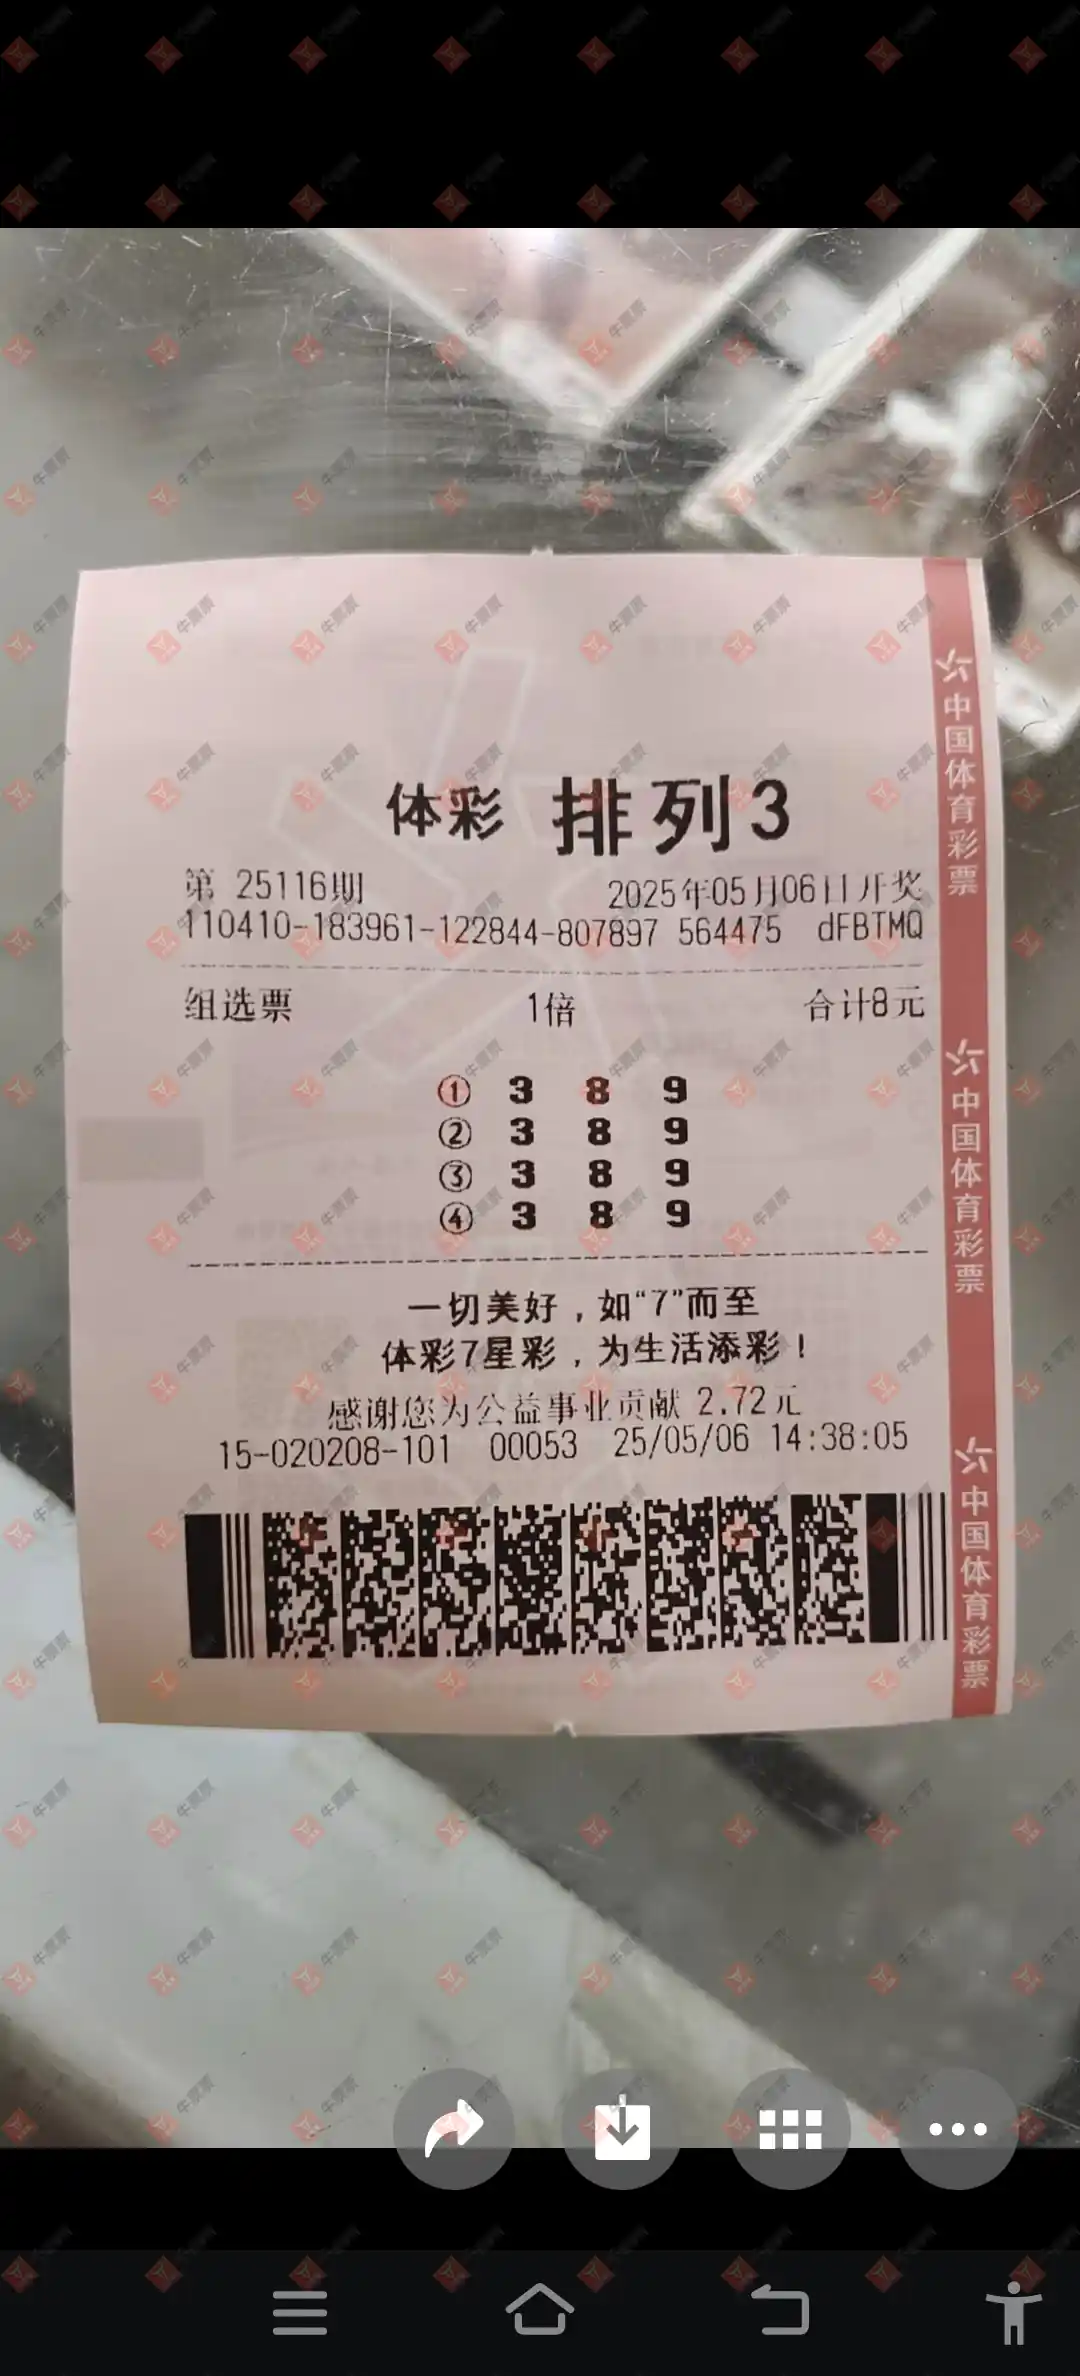 体彩 排列3
第 25116期 2025年05月06日开奖
110410-183961-122844-807897 564475 dFBTMQ
组选票 1倍 合计8元
① 3 8 9
② 3 8 9
③ 3 8 9
④ 3 8 9
一切美好，如“7”而至
体彩7星彩，为生活添彩！
感谢您为公益事业贡献 2.72元
15-020208-101 00053 25/05/06 14:38:05
中国体育彩票
中国体育彩票
中国体育彩票
牛票票